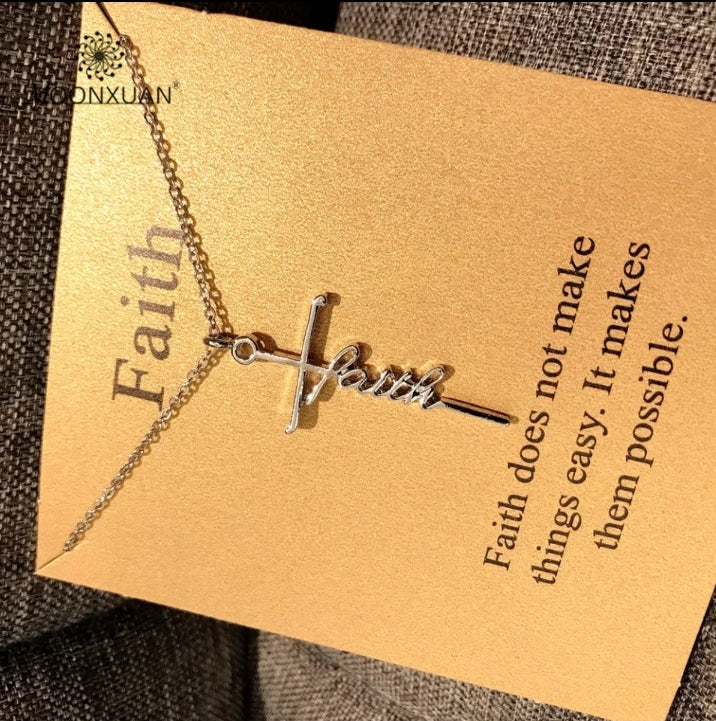 MOONXUAN®
Faith
faith
Faith does not make
things easy. It makes
them possible.